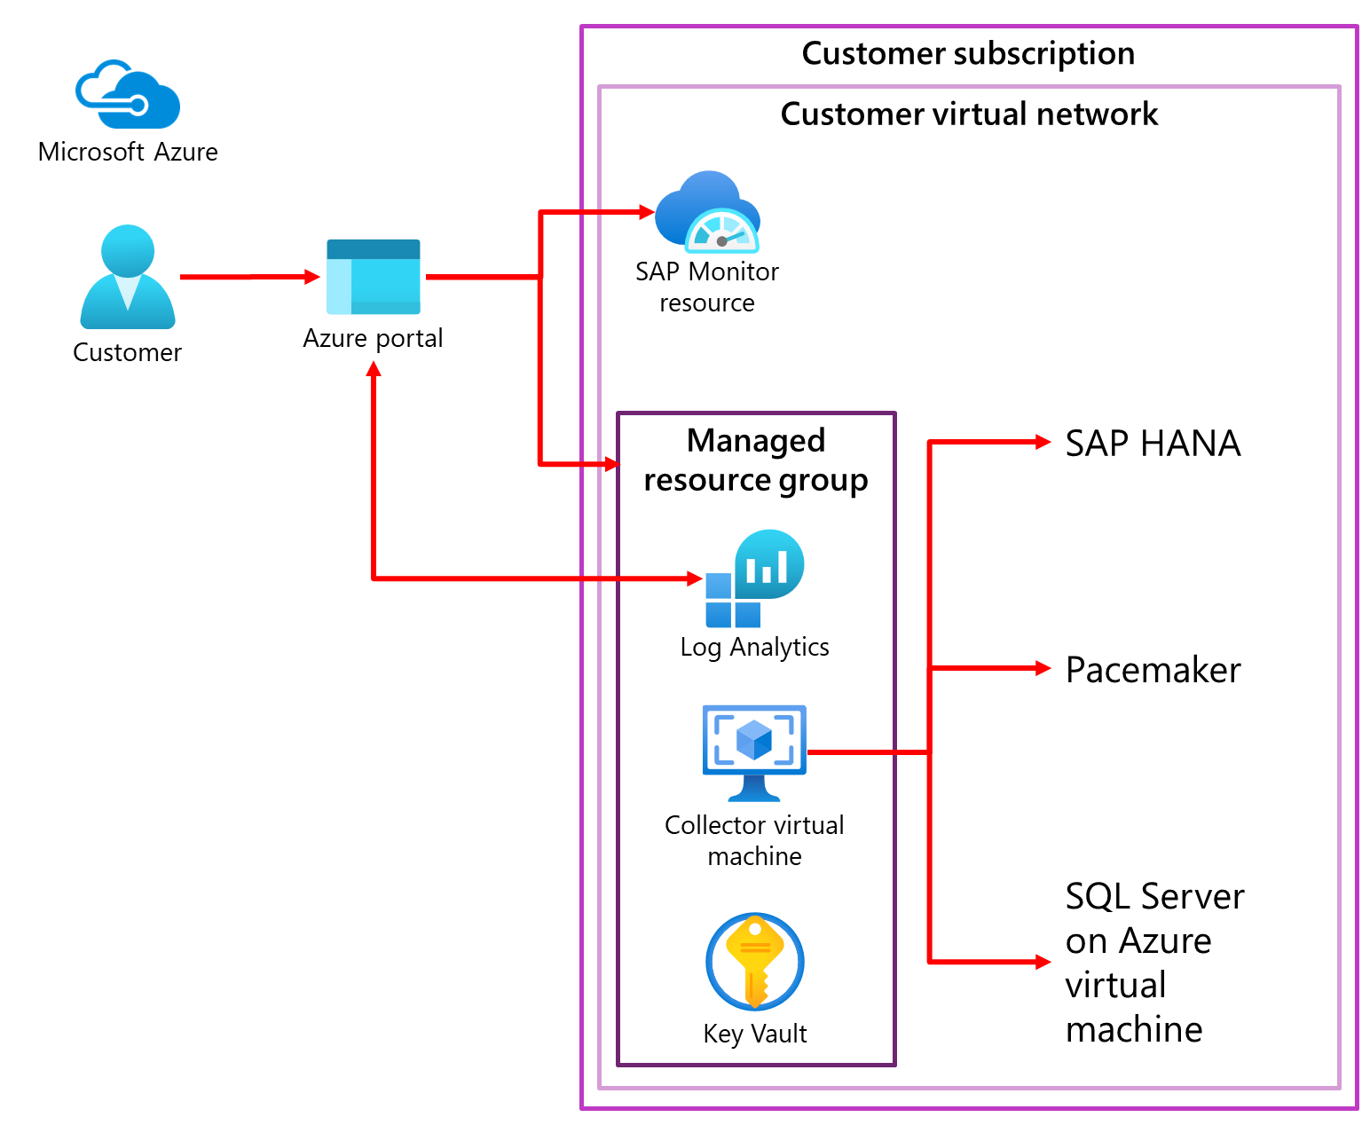 Customer subscription
Customer virtual network
Microsoft Azure
Customer
Azure portal
SAP Monitor
resource
Managed
resource group
Log Analytics
Collector virtual
machine
Key Vault
SAP HANA
Pacemaker
SQL Server
on Azure
virtual
machine